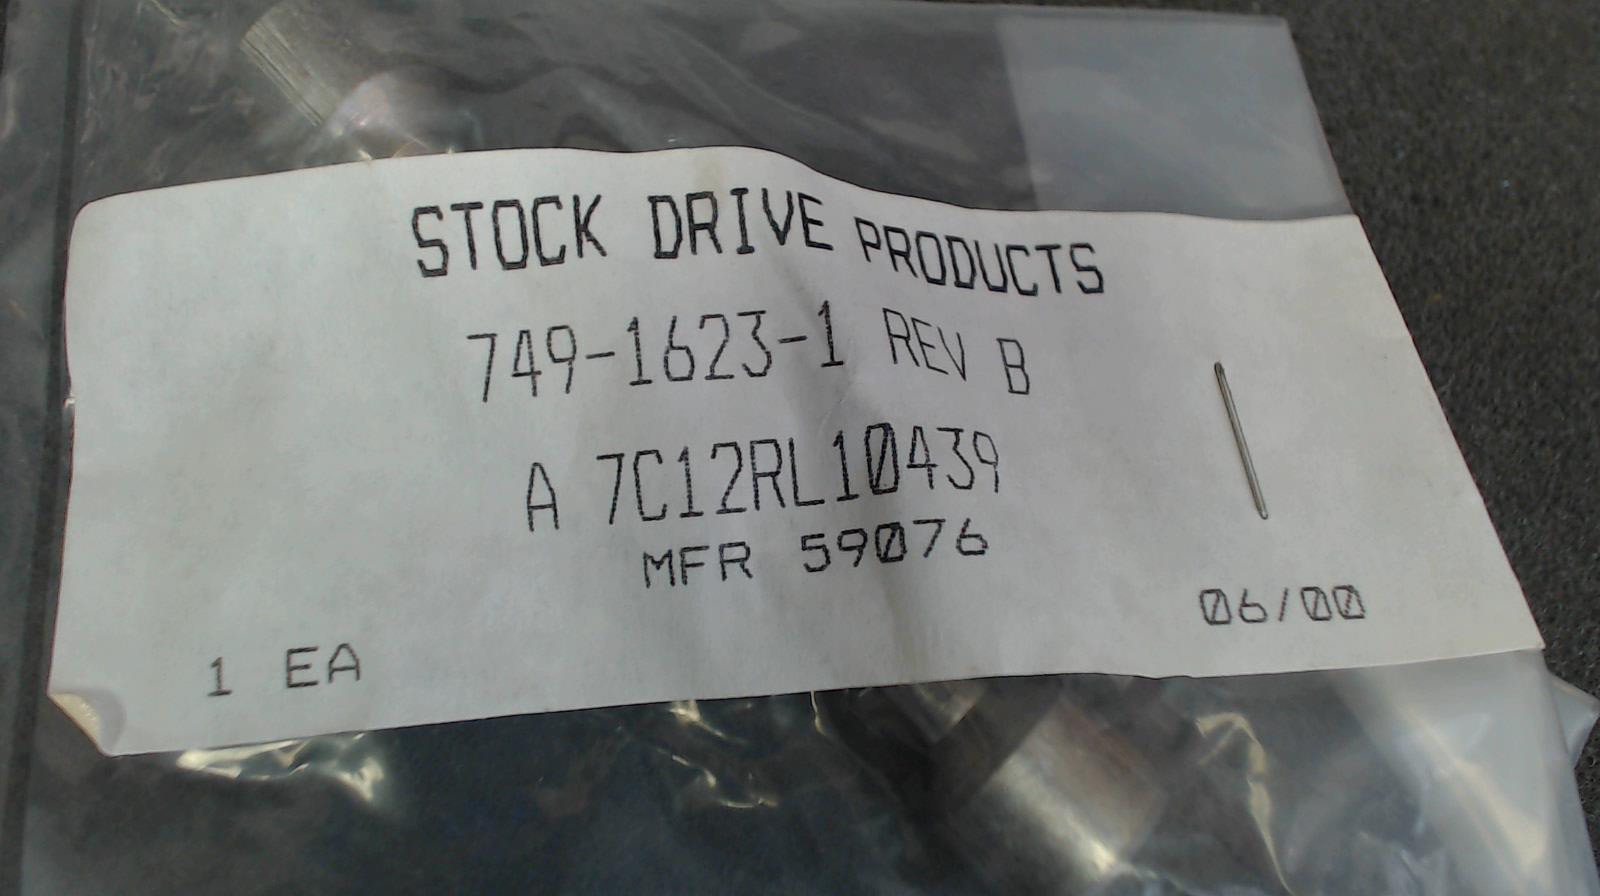 STOCK DRIVE PRODUCTS
749-1623-1 REV B
A 7C12RL10439
MFR 59076
06/00
1 EA